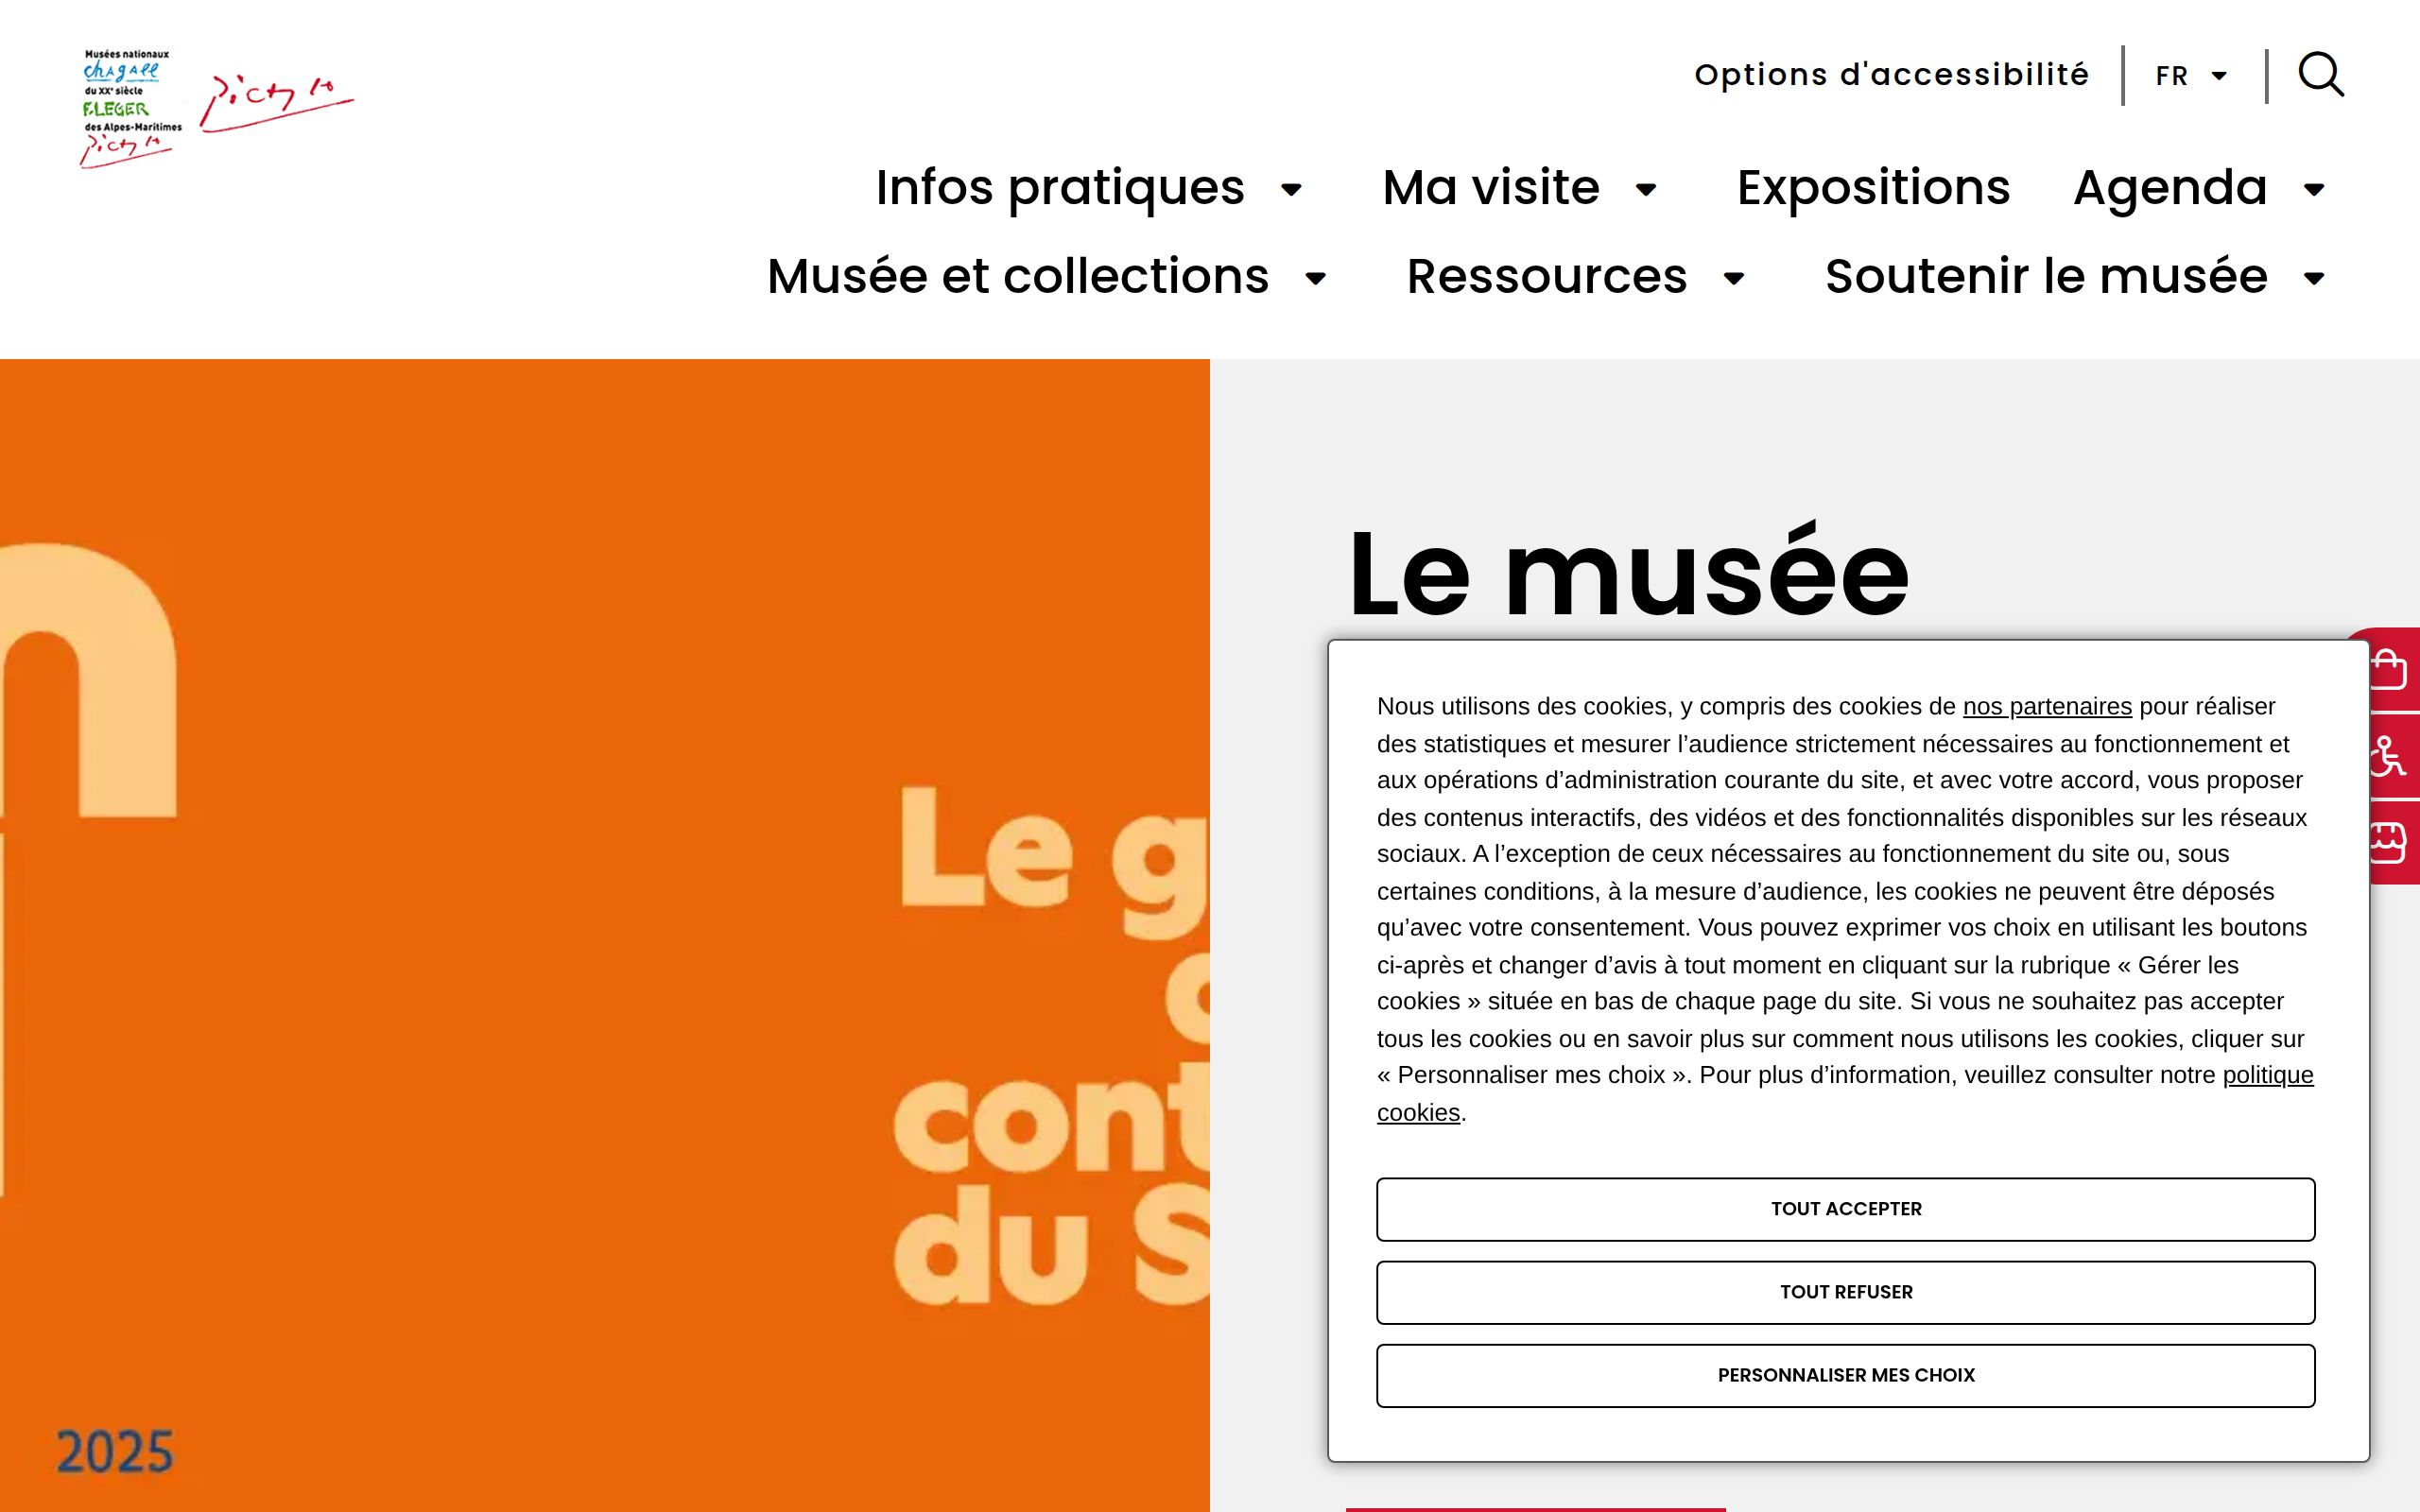 Musées nationaux
chagall
du XXe siècle
F.LEGER
des Alpes-Maritimes
Picasso
Picasso
Options d'accessibilité
FR
Infos pratiques
Ma visite
Expositions
Agenda
Musée et collections
Ressources
Soutenir le musée
n
Le g
c
cont
du S
2025
Le musée
Nous utilisons des cookies, y compris des cookies de nos partenaires pour réaliser
des statistiques et mesurer l’audience strictement nécessaires au fonctionnement et
aux opérations d’administration courante du site, et avec votre accord, vous proposer
des contenus interactifs, des vidéos et des fonctionnalités disponibles sur les réseaux
sociaux. A l’exception de ceux nécessaires au fonctionnement du site ou, sous
certaines conditions, à la mesure d’audience, les cookies ne peuvent être déposés
qu’avec votre consentement. Vous pouvez exprimer vos choix en utilisant les boutons
ci-après et changer d’avis à tout moment en cliquant sur la rubrique « Gérer les
cookies » située en bas de chaque page du site. Si vous ne souhaitez pas accepter
tous les cookies ou en savoir plus sur comment nous utilisons les cookies, cliquer sur
« Personnaliser mes choix ». Pour plus d’information, veuillez consulter notre politique
cookies.
TOUT ACCEPTER
TOUT REFUSER
PERSONNALISER MES CHOIX